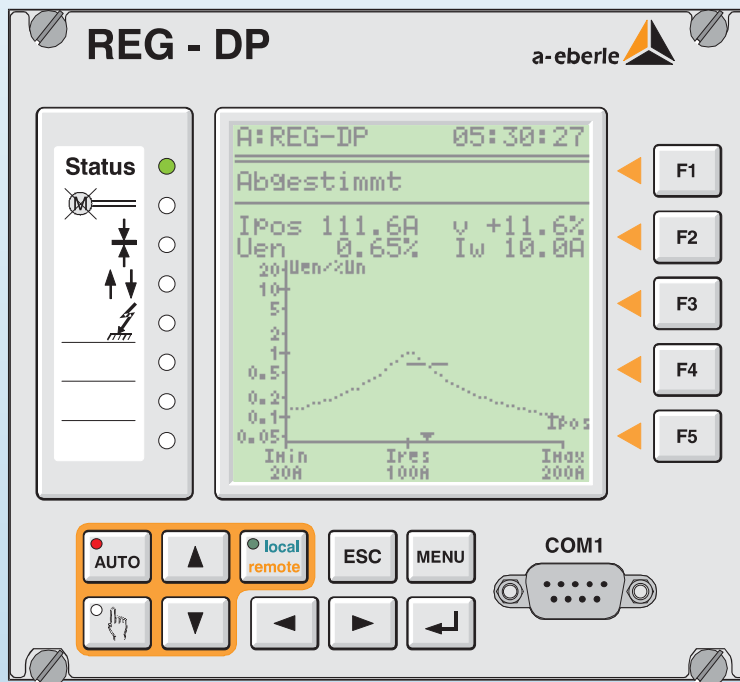 REG - DP
a-eberle
Status
M
A:REG-DP 05:30:27
Abgestimmt
Ipos 111.6A v +11.6%
Uen 0.65% Iw 10.0A
Uen/%Un
20
10
5
2
1
0.5
0.2
0.1
0.05
Ipos
Imin Ires Imax
20A 100A 200A
F1
F2
F3
F4
F5
AUTO
local
remote
ESC
MENU
COM1